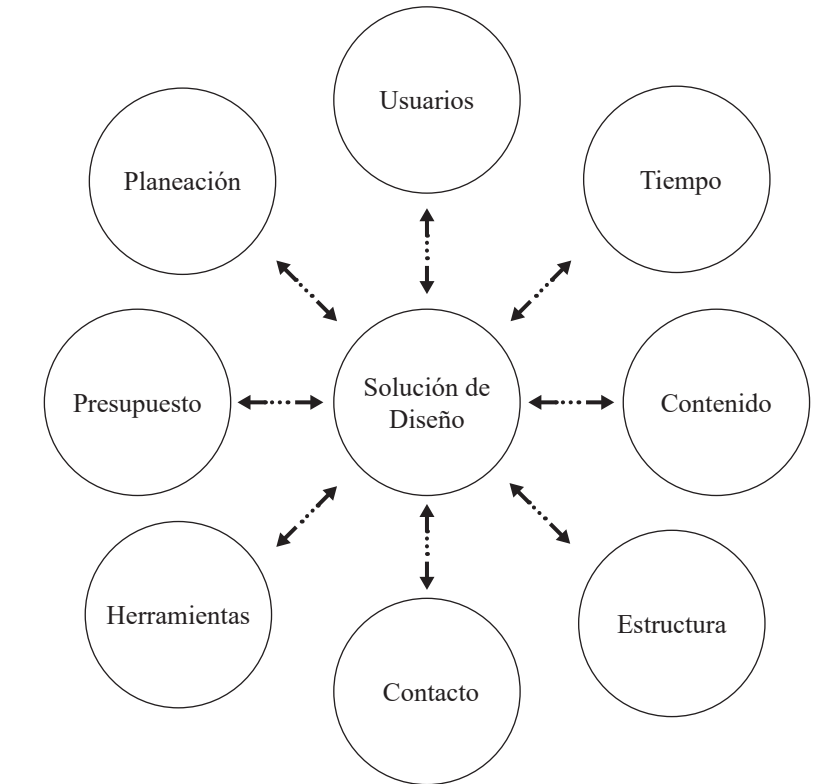 Usuarios
Planeación
Tiempo
Presupuesto
Solución de
Diseño
Contenido
Herramientas
Estructura
Contacto